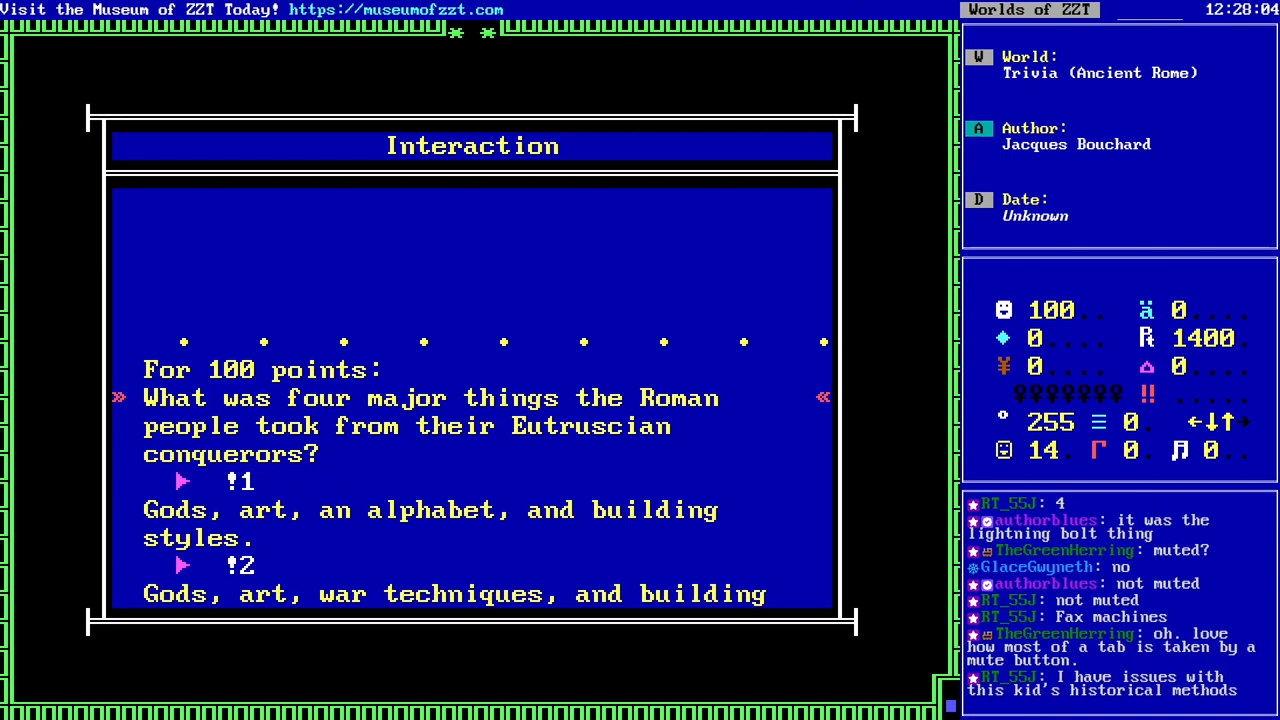 Visit the Museum of ZZT Today! https://museumofzzt.com
Interaction
For 100 points:
» What was four major things the Roman «
people took from their Eutruscian
conquerors?
!1
Gods, art, an alphabet, and building
styles.
!2
Gods, art, war techniques, and building
Worlds of ZZT
12:28:04
W World:
Trivia (Ancient Rome)
A Author:
Jacques Bouchard
D Date:
Unknown
100 ä 0
0 1400
¥ 0 0
♀♀♀♀♀♀♀ ‼
° 255 ≡ 0 ←↓↑→
14 Γ 0 ♫ 0
RT_55J: 4
authorblues: it was the
lightning bolt thing
TheGreenHerring: muted?
GlaceGwyneth: no
authorblues: not muted
RT_55J: not muted
RT_55J: Fax machines
TheGreenHerring: oh. love
how most of a tab is taken by a
mute button.
RT_55J: I have issues with
this kid's historical methods